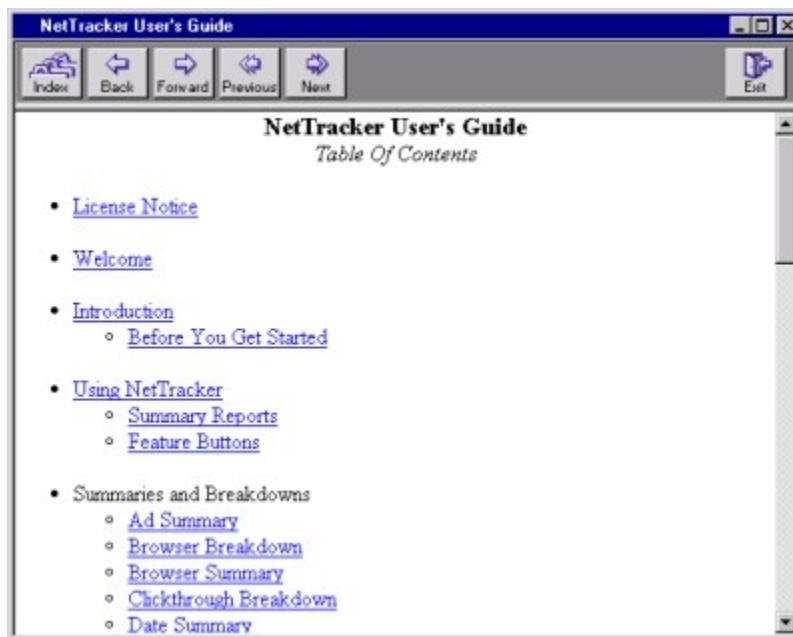 NetTracker User's Guide
Index Back Forward Previous Next Exit
NetTracker User's Guide
Table Of Contents
License Notice
Welcome
Introduction
Before You Get Started
Using NetTracker
Summary Reports
Feature Buttons
Summaries and Breakdowns
Ad Summary
Browser Breakdown
Browser Summary
Clickthrough Breakdown
Date Summary